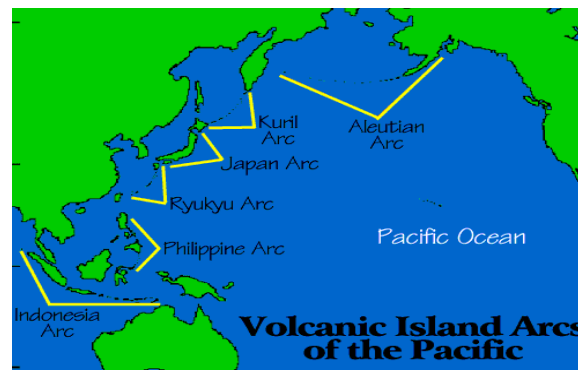 Kuril
Arc
Aleutian
Arc
Japan Arc
Ryukyu Arc
Philippine Arc
Pacific Ocean
Indonesia
Arc
Volcanic Island Arcs
of the Pacific